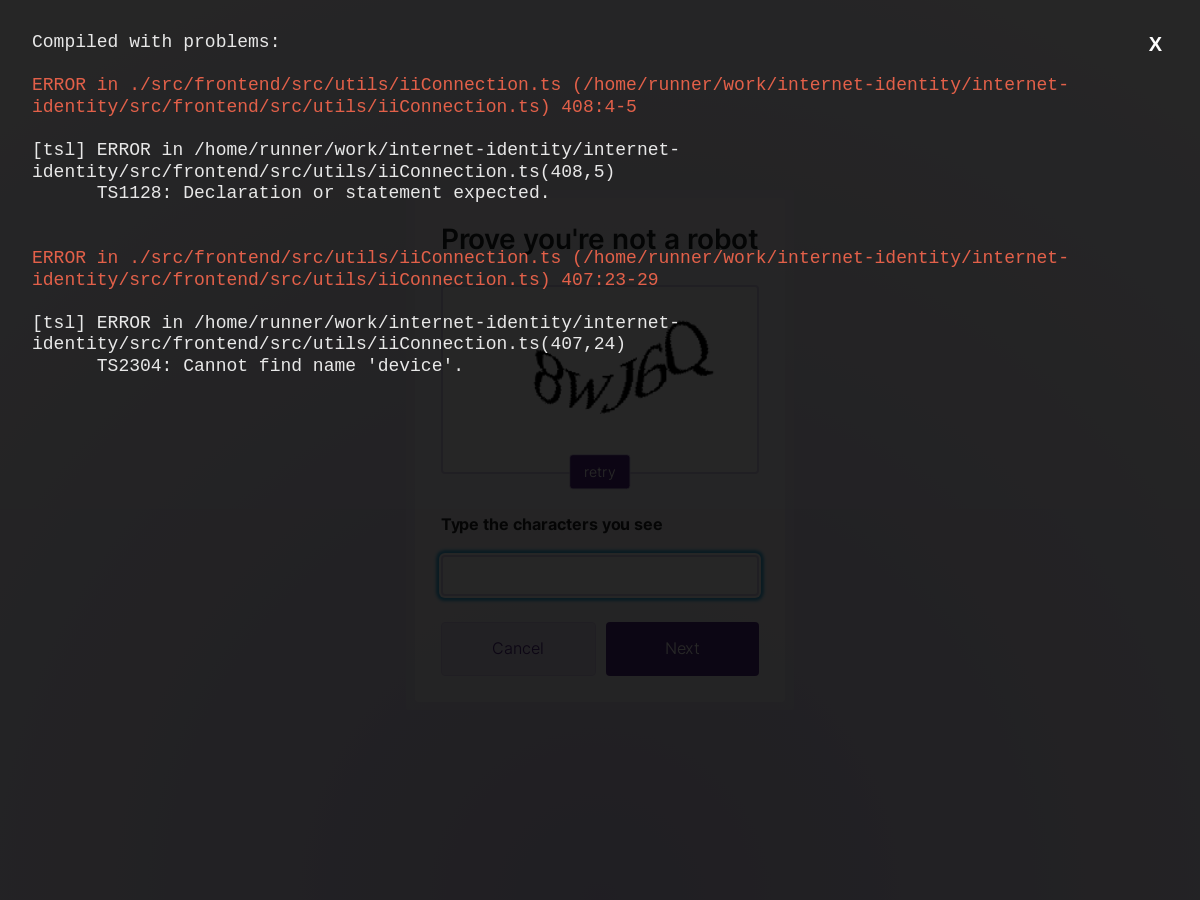 Compiled with problems:
X
ERROR in ./src/frontend/src/utils/iiConnection.ts (/home/runner/work/internet-identity/internet-
identity/src/frontend/src/utils/iiConnection.ts) 408:4-5
[tsl] ERROR in /home/runner/work/internet-identity/internet-
identity/src/frontend/src/utils/iiConnection.ts(408,5)
TS1128: Declaration or statement expected.
Prove you're not a robot
ERROR in ./src/frontend/src/utils/iiConnection.ts (/home/runner/work/internet-identity/internet-
identity/src/frontend/src/utils/iiConnection.ts) 407:23-29
[tsl] ERROR in /home/runner/work/internet-identity/internet-
identity/src/frontend/src/utils/iiConnection.ts(407,24)
TS2304: Cannot find name 'device'.
8wJ6Q
retry
Type the characters you see
Cancel
Next